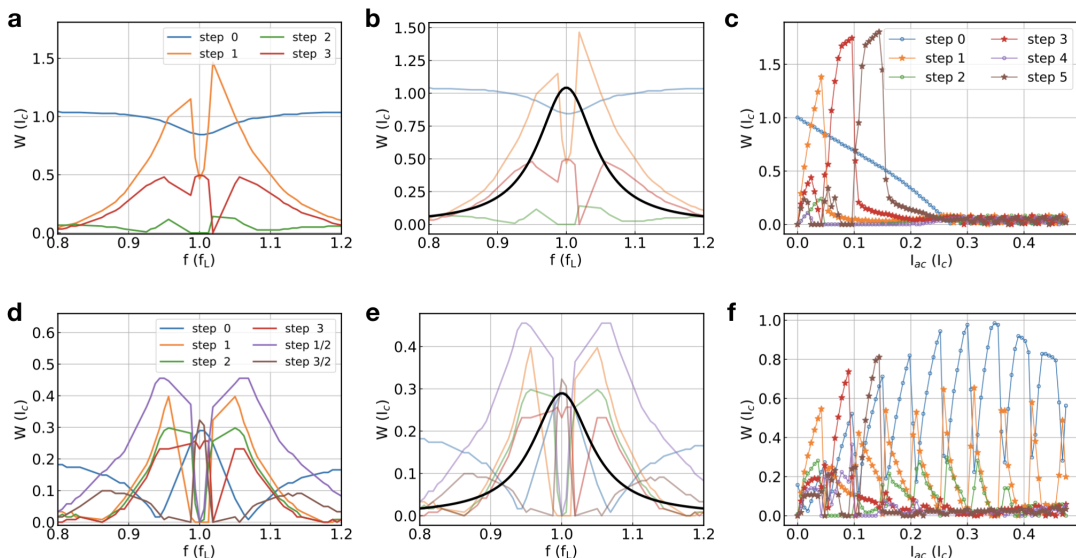 a
W (I_c)
1.5
1.0
0.5
0.0
step 0
step 1
step 2
step 3
0.8
0.9
1.0
1.1
1.2
f (f_L)
b
W (I_c)
1.50
1.25
1.00
0.75
0.50
0.25
0.00
0.8
0.9
1.0
1.1
1.2
f (f_L)
c
W (I_c)
1.5
1.0
0.5
0.0
step 0
step 1
step 2
step 3
step 4
step 5
0.0
0.1
0.2
0.3
0.4
I_ac (I_c)
d
W (I_c)
0.6
0.5
0.4
0.3
0.2
0.1
0.0
step 0
step 1
step 2
step 3
step 1/2
step 3/2
0.8
0.9
1.0
1.1
1.2
f (f_L)
e
W (I_c)
0.4
0.3
0.2
0.1
0.0
0.8
0.9
1.0
1.1
1.2
f (f_L)
f
W (I_c)
1.0
0.8
0.6
0.4
0.2
0.0
0.0
0.1
0.2
0.3
0.4
I_ac (I_c)